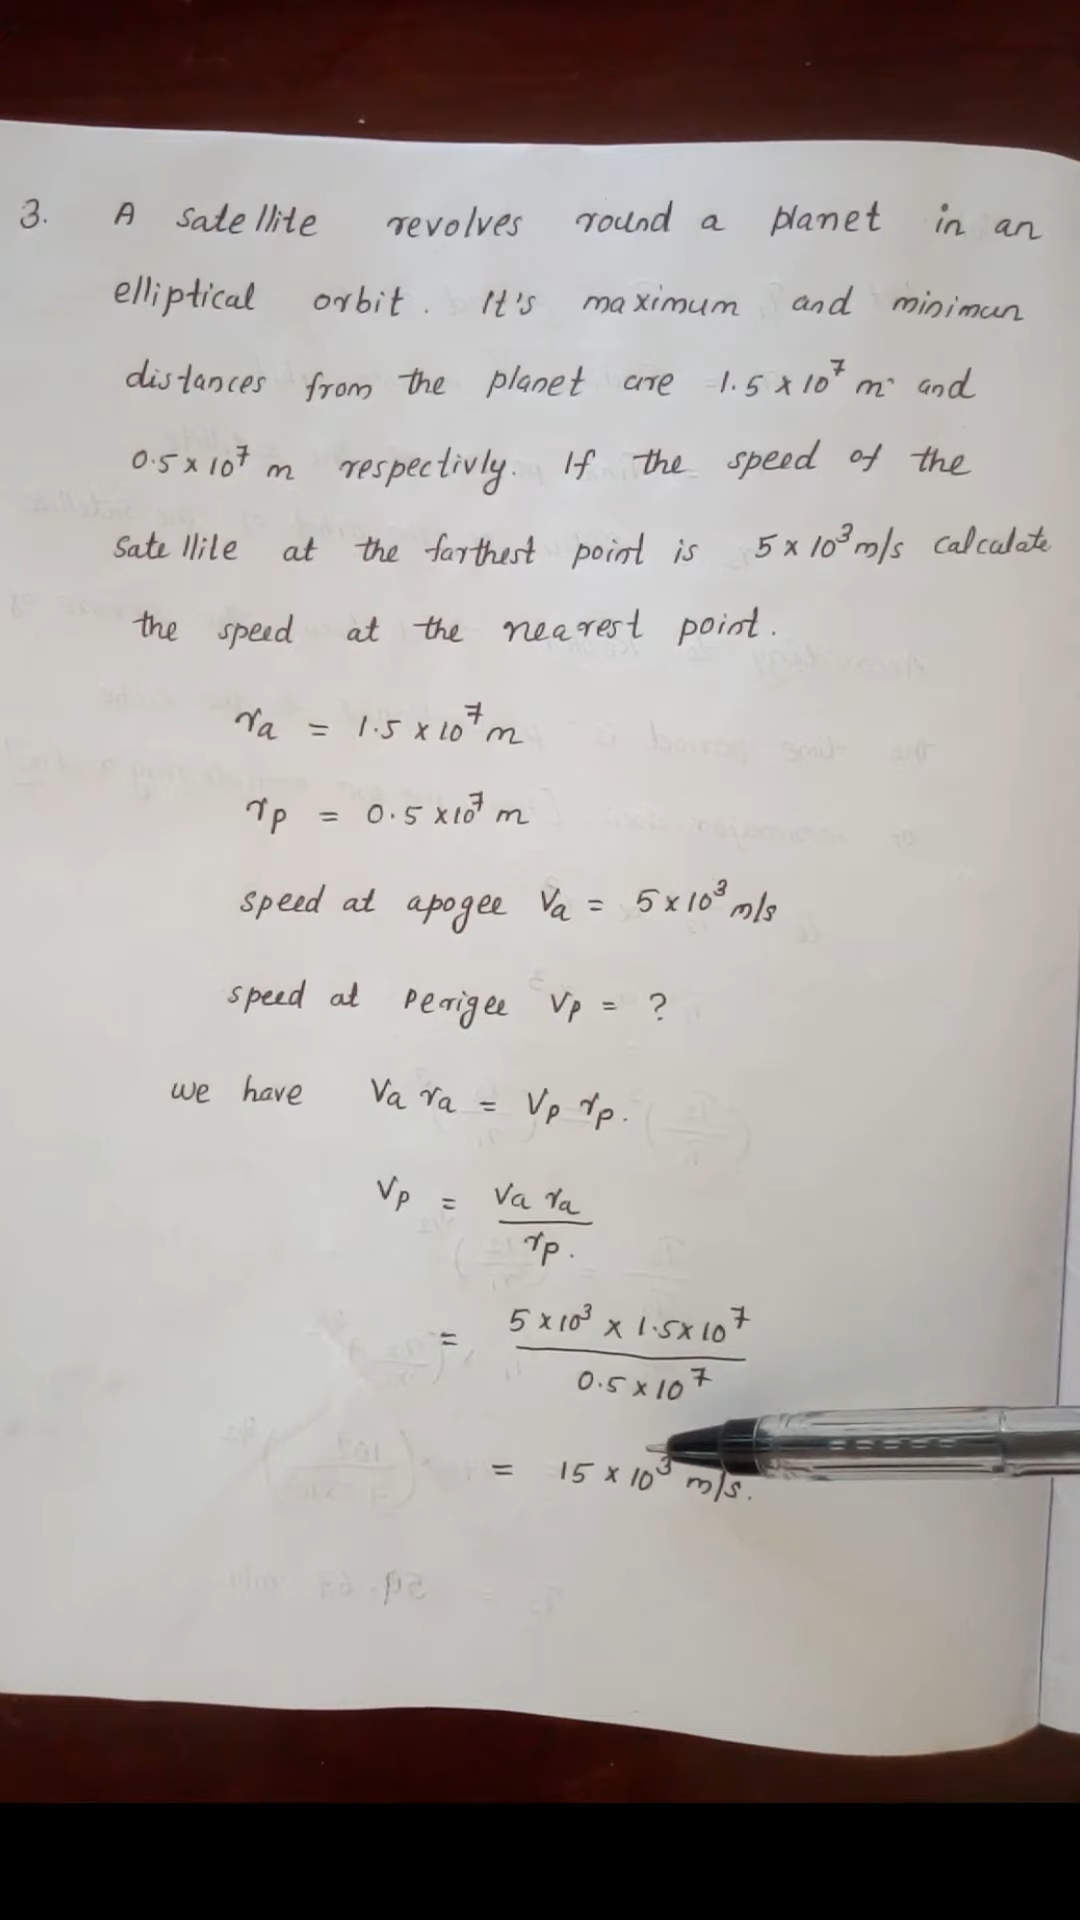 3. A satellite revolves round a planet in an
elliptical orbit. It's maximum and minimun
distances from the planet are 1.5 x 10⁷ m. and
0.5 x 10⁷ m respectivly. If the speed of the
satellite at the farthest point is 5 x 10³ m/s calculate
the speed at the nearest point.
ra = 1.5 x 10⁷ m
rp = 0.5 x 10⁷ m
speed at apogee Va = 5 x 10³ m/s
speed at perigee Vp = ?
we have Va ra = Vp rp.
Vp = Va ra
rp.
= 5 x 10³ x 1.5 x 10⁷
0.5 x 10⁷
= 15 x 10³ m/s.